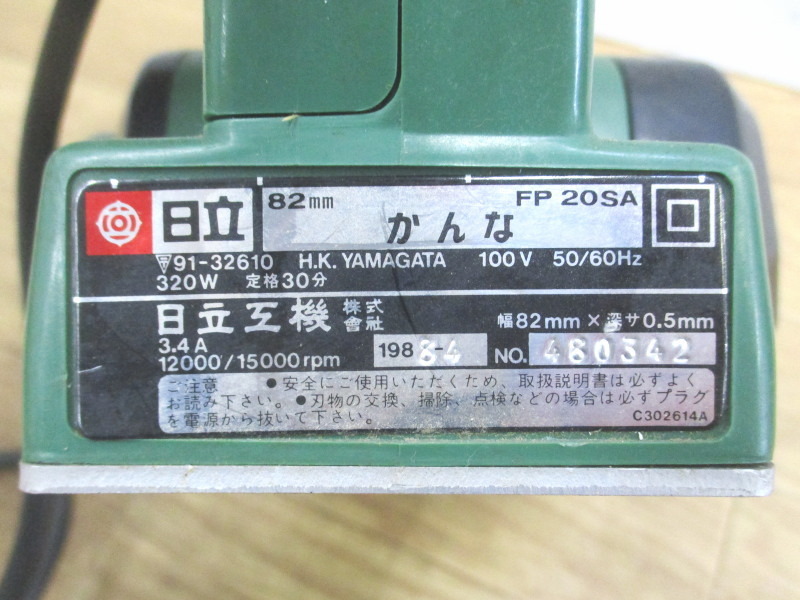 日立
82mm FP 20SA
かんな
91-32610 H.K. YAMAGATA 100V 50/60Hz
320W 定格30分
日立工機 株式會社 幅82mm×深サ0.5mm
3.4A
12000/15000rpm 1988-4 NO. 480342
ご注意 ●安全にご使用いただくため、取扱説明書は必ずよく
お読み下さい。●刃物の交換、掃除、点検などの場合は必ずプラグ
を電源から抜いて下さい。 C302614A